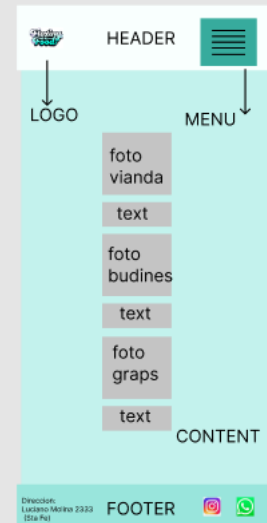 HEADER
LOGO
MENU
foto
vianda
text
foto
budines
text
foto
graps
text
CONTENT
Direccion:
Luciano Molina 2333
(Sta Fe)
FOOTER